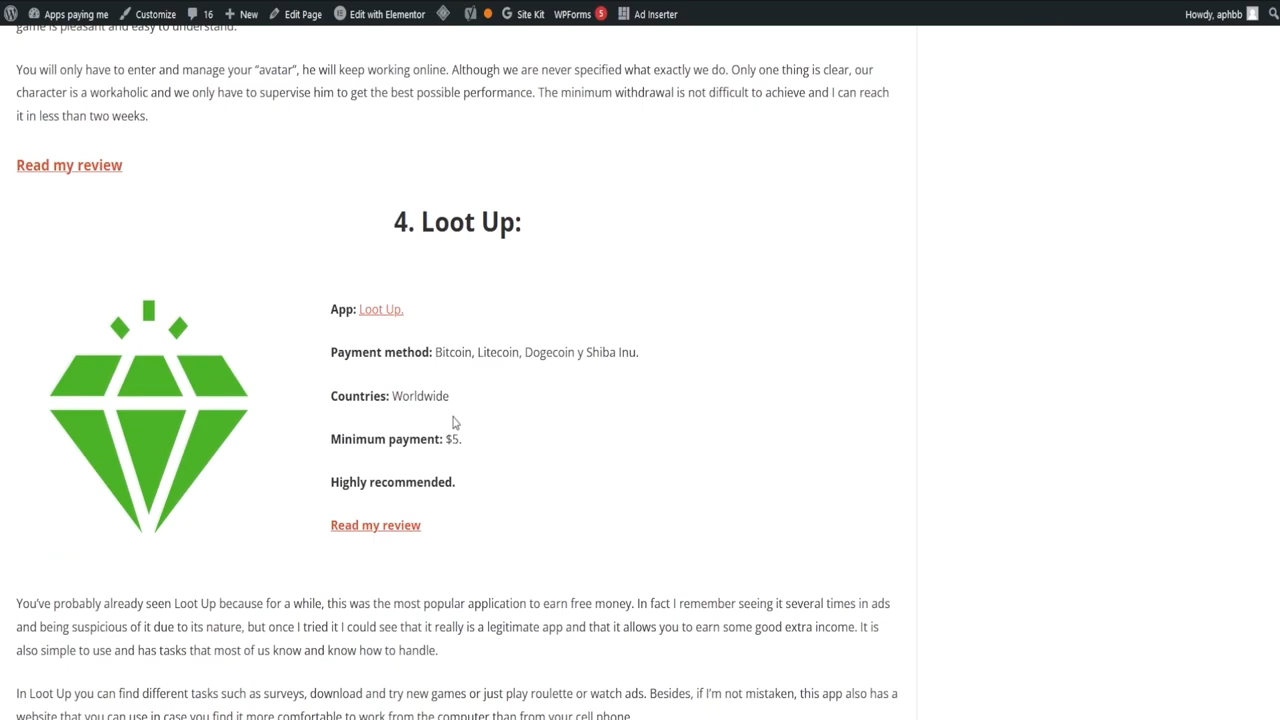 Apps paying me Customize 16 New Edit Page Edit with Elementor Site Kit WPForms 5 Ad Inserter Howdy, aphbb
game is pleasant and easy to understand.
You will only have to enter and manage your “avatar”, he will keep working online. Although we are never specified what exactly we do. Only one thing is clear, our
character is a workaholic and we only have to supervise him to get the best possible performance. The minimum withdrawal is not difficult to achieve and I can reach
it in less than two weeks.
Read my review
4. Loot Up:
App: Loot Up.
Payment method: Bitcoin, Litecoin, Dogecoin y Shiba Inu.
Countries: Worldwide
Minimum payment: $5.
Highly recommended.
Read my review
You’ve probably already seen Loot Up because for a while, this was the most popular application to earn free money. In fact I remember seeing it several times in ads
and being suspicious of it due to its nature, but once I tried it I could see that it really is a legitimate app and that it allows you to earn some good extra income. It is
also simple to use and has tasks that most of us know and know how to handle.
In Loot Up you can find different tasks such as surveys, download and try new games or just play roulette or watch ads. Besides, if I’m not mistaken, this app also has a
website that you can use in case you find it more comfortable to work from the computer than from your cell phone.